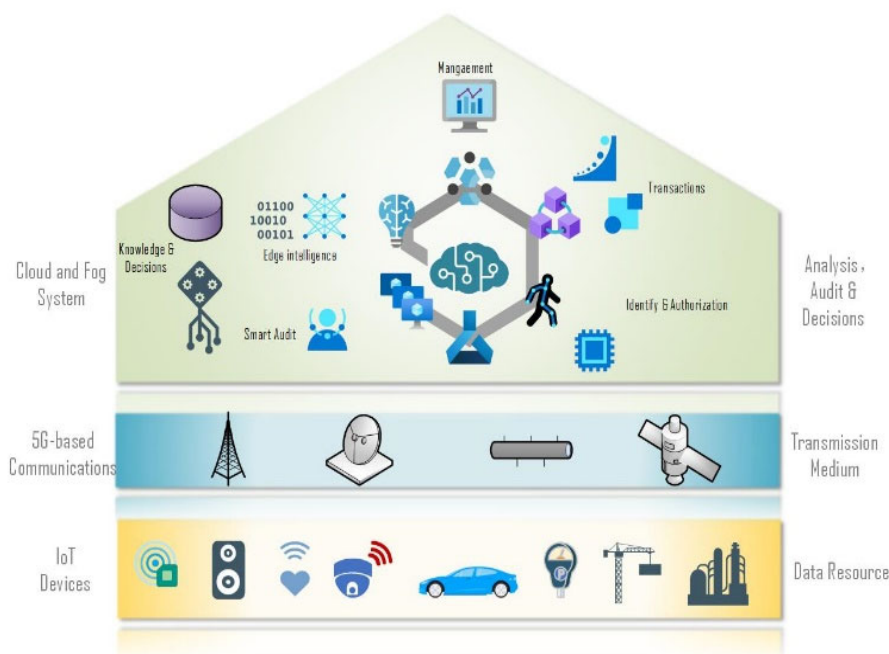 Mangaement
Transactions
01100
10010
00101
Knowledge &
Decisions
Edge intelligence
Cloud and Fog
System
Analysis,
Audit &
Decisions
Smart Audit
Identify & Authorization
5G-based
Communications
Transmission
Medium
IoT
Devices
Data Resource
P